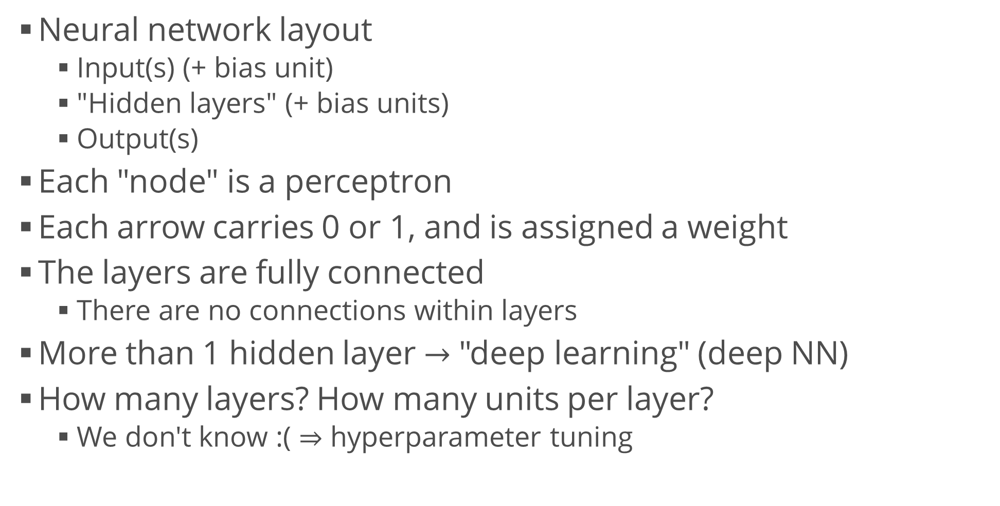 ▪ Neural network layout
▪ Input(s) (+ bias unit)
▪ "Hidden layers" (+ bias units)
▪ Output(s)
▪ Each "node" is a perceptron
▪ Each arrow carries 0 or 1, and is assigned a weight
▪ The layers are fully connected
▪ There are no connections within layers
▪ More than 1 hidden layer → "deep learning" (deep NN)
▪ How many layers? How many units per layer?
▪ We don't know :( ⇒ hyperparameter tuning